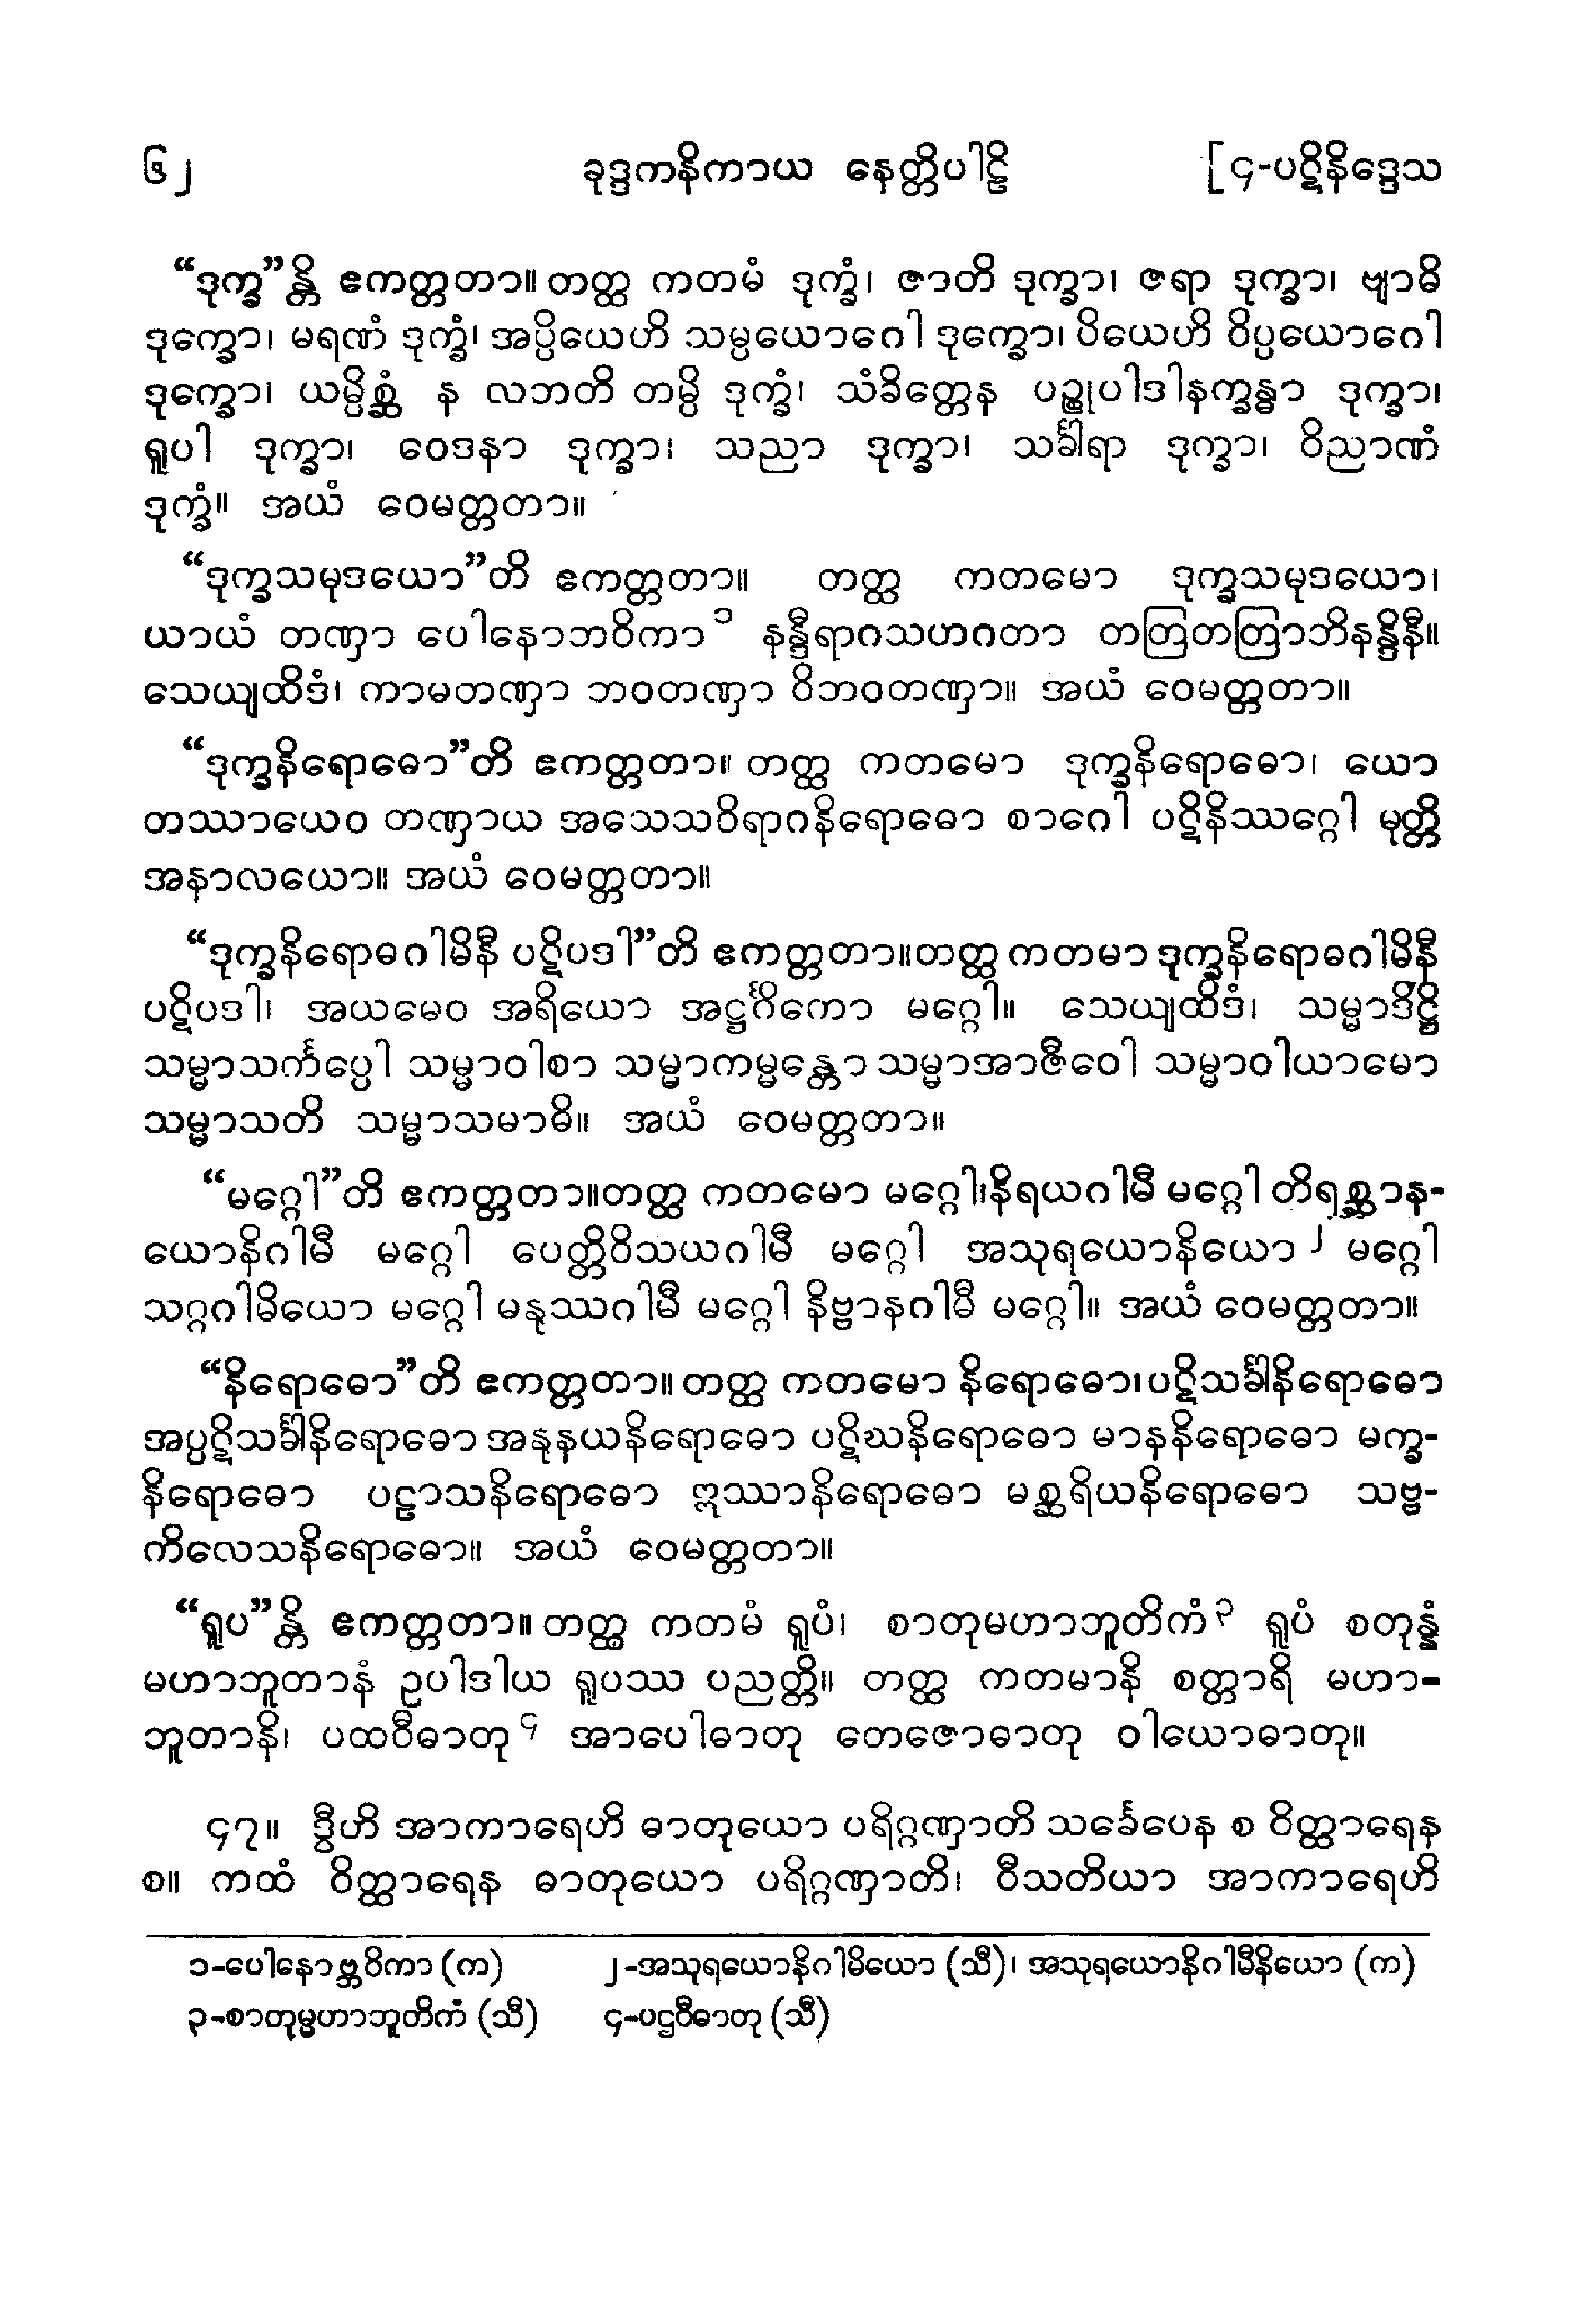 ၆၂ ခုဒ္ဒကနိကာယ နေတ္တိပါဠိ [၄-ပဋိနိဒ္ဒေသ
“ဒုက္ခ”န္တိ ဧကတ္တတာ။ တတ္ထ ကတမံ ဒုက္ခံ၊ ဇာတိ ဒုက္ခာ၊ ဇရာ ဒုက္ခာ၊ ဗျာဓိ
ဒုက္ခော၊ မရဏံ ဒုက္ခံ၊ အပ္ပိယေဟိ သမ္ပယောဂေါ ဒုက္ခော၊ ပိယေဟိ ဝိပ္ပယောဂေါ
ဒုက္ခော၊ ယမ္ပိစ္ဆံ န လဘတိ တမ္ပိ ဒုက္ခံ၊ သံခိတ္တေန ပဉ္စုပါဒါနက္ခန္ဓာ ဒုက္ခာ၊
ရူပါ ဒုက္ခာ၊ ဝေဒနာ ဒုက္ခာ၊ သညာ ဒုက္ခာ၊ သင်္ခါရာ ဒုက္ခာ၊ ဝိညာဏံ
ဒုက္ခံ။ အယံ ဝေမတ္တတာ။
“ဒုက္ခသမုဒယော”တိ ဧကတ္တတာ။ တတ္ထ ကတမော ဒုက္ခသမုဒယော၊
ယာယံ တဏှာ ပေါနောဘဝိကာ ၁ နန္ဒီရာဂသဟဂတာ တတြတတြာဘိနန္ဒိနီ။
သေယျထိဒံ၊ ကာမတဏှာ ဘဝတဏှာ ဝိဘဝတဏှာ။ အယံ ဝေမတ္တတာ။
“ဒုက္ခနိရောဓော”တိ ဧကတ္တတာ။ တတ္ထ ကတမော ဒုက္ခနိရောဓော၊ ယော
တဿာယေဝ တဏှာယ အသေသဝိရာဂနိရောဓော စာဂေါ ပဋိနိဿဂ္ဂေါ မုတ္တိ
အနာလယော။ အယံ ဝေမတ္တတာ။
“ဒုက္ခနိရောဓဂါမိနီ ပဋိပဒါ”တိ ဧကတ္တတာ။ တတ္ထ ကတမာ ဒုက္ခနိရောဓဂါမိနီ
ပဋိပဒါ၊ အယမေဝ အရိယော အဋ္ဌင်္ဂိကော မဂ္ဂေါ။ သေယျထိဒံ၊ သမ္မာဒိဋ္ဌိ
သမ္မာသင်္ကပ္ပေါ သမ္မာဝါစာ သမ္မာကမ္မန္တော သမ္မာအာဇီဝေါ သမ္မာဝါယာမော
သမ္မာသတိ သမ္မာသမာဓိ။ အယံ ဝေမတ္တတာ။
“မဂ္ဂေါ”တိ ဧကတ္တတာ။ တတ္ထ ကတမော မဂ္ဂေါ၊ နိရယဂါမီ မဂ္ဂေါ တိရစ္ဆာန-
ယောနိဂါမီ မဂ္ဂေါ ပေတ္တိဝိသယဂါမီ မဂ္ဂေါ အသုရယောနိယော ၂ မဂ္ဂေါ
သဂ္ဂဂါမိယော မဂ္ဂေါ မနုဿဂါမီ မဂ္ဂေါ နိဗ္ဗာနဂါမီ မဂ္ဂေါ။ အယံ ဝေမတ္တတာ။
“နိရောဓော”တိ ဧကတ္တတာ။ တတ္ထ ကတမော နိရောဓော၊ ပဋိသင်္ခါနိရောဓော
အပ္ပဋိသင်္ခါနိရောဓော အနုနယနိရောဓော ပဋိဃနိရောဓော မာနနိရောဓော မက္ခ-
နိရောဓော ပဠာသနိရောဓော ဣဿာနိရောဓော မစ္ဆရိယနိရောဓော သဗ္ဗ-
ကိလေသနိရောဓော။ အယံ ဝေမတ္တတာ။
“ရူပ”န္တိ ဧကတ္တတာ။ တတ္ထ ကတမံ ရူပံ၊ စာတုမဟာဘူတိကံ ၃ ရူပံ စတုန္နံ
မဟာဘူတာနံ ဥပါဒါယ ရူပဿ ပညတ္တိ။ တတ္ထ ကတမာနိ စတ္တာရိ မဟာ-
ဘူတာနိ၊ ပထဝီဓာတု ၄ အာပေါဓာတု တေဇောဓာတု ဝါယောဓာတု။
၄၇။ ဒွီဟိ အာကာရေဟိ ဓာတုယော ပရိဂ္ဂဏှာတိ သင်္ခေပေန စ ဝိတ္ထာရေန
စ။ ကထံ ဝိတ္ထာရေန ဓာတုယော ပရိဂ္ဂဏှာတိ၊ ဝီသတိယာ အာကာရေဟိ
၁-ပေါနောဗ္ဘဝိကာ (က) ၂-အသုရယောနိဂါမိယော (သီ)၊ အသုရယောနိဂါမီနိယော (က)
၃-စာတုမ္မဟာဘူတိကံ (သီ) ၄-ပဌဝီဓာတု (သီ)